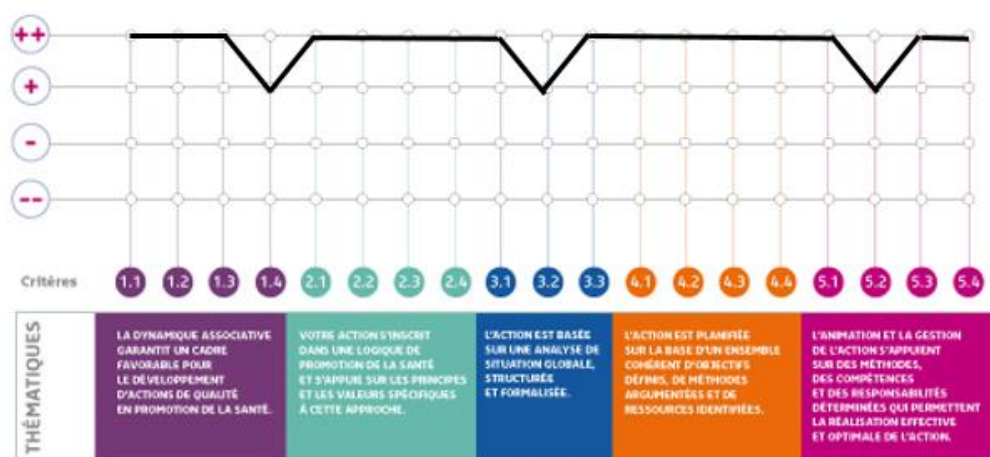 ++
+
-
--
Critères 1.1 1.2 1.3 1.4 2.1 2.2 2.3 2.4 3.1 3.2 3.3 4.1 4.2 4.3 4.4 5.1 5.2 5.3 5.4
THÉMATIQUES
LA DYNAMIQUE ASSOCIATIVE
GARANTIT UN CADRE
FAVORABLE POUR
LE DÉVELOPPEMENT
D'ACTIONS DE QUALITÉ
EN PROMOTION DE LA SANTÉ.
VOTRE ACTION S'INSCRIT
DANS UNE LOGIQUE DE
PROMOTION DE LA SANTÉ
ET S'APPUIE SUR LES PRINCIPES
ET LES VALEURS SPÉCIFIQUES
À CETTE APPROCHE.
L'ACTION EST BASÉE
SUR UNE ANALYSE DE
SITUATION GLOBALE,
STRUCTURÉE
ET FORMALISÉE.
L'ACTION EST PLANIFIÉE
SUR LA BASE D'UN ENSEMBLE
COHÉRENT D'OBJECTIFS
DÉFINIS, DE MÉTHODES
ARGUMENTÉES ET DE
RESSOURCES IDENTIFIÉES.
L'ANIMATION ET LA GESTION
DE L'ACTION S'APPUIENT
SUR DES MÉTHODES,
DES COMPÉTENCES
ET DES RESPONSABILITÉS
DÉTERMINÉES QUI PERMETTENT
LA RÉALISATION EFFECTIVE
ET OPTIMALE DE L'ACTION.